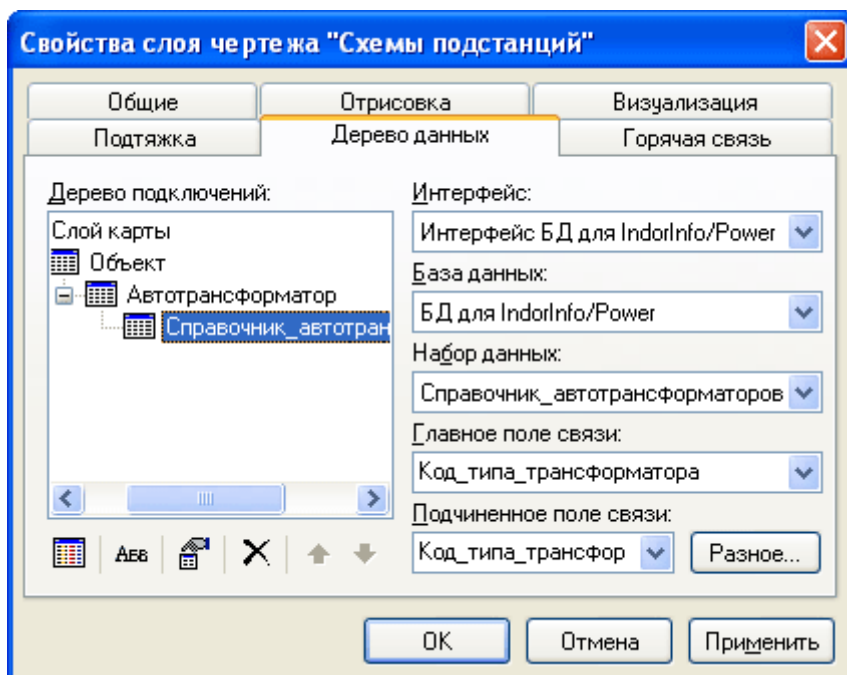 Свойства слоя чертежа "Схемы подстанций"
Общие
Отрисовка
Визуализация
Подтяжка
Дерево данных
Горячая связь
Дерево подключений:
Слой карты
Объект
Автотрансформатор
Справочник_автотран
АБВ
Интерфейс:
Интерфейс БД для IndorInfo/Power
База данных:
БД для IndorInfo/Power
Набор данных:
Справочник_автотрансформаторов
Главное поле связи:
Код_типа_трансформатора
Подчиненное поле связи:
Код_типа_трансфор
Разное...
ОК
Отмена
Применить